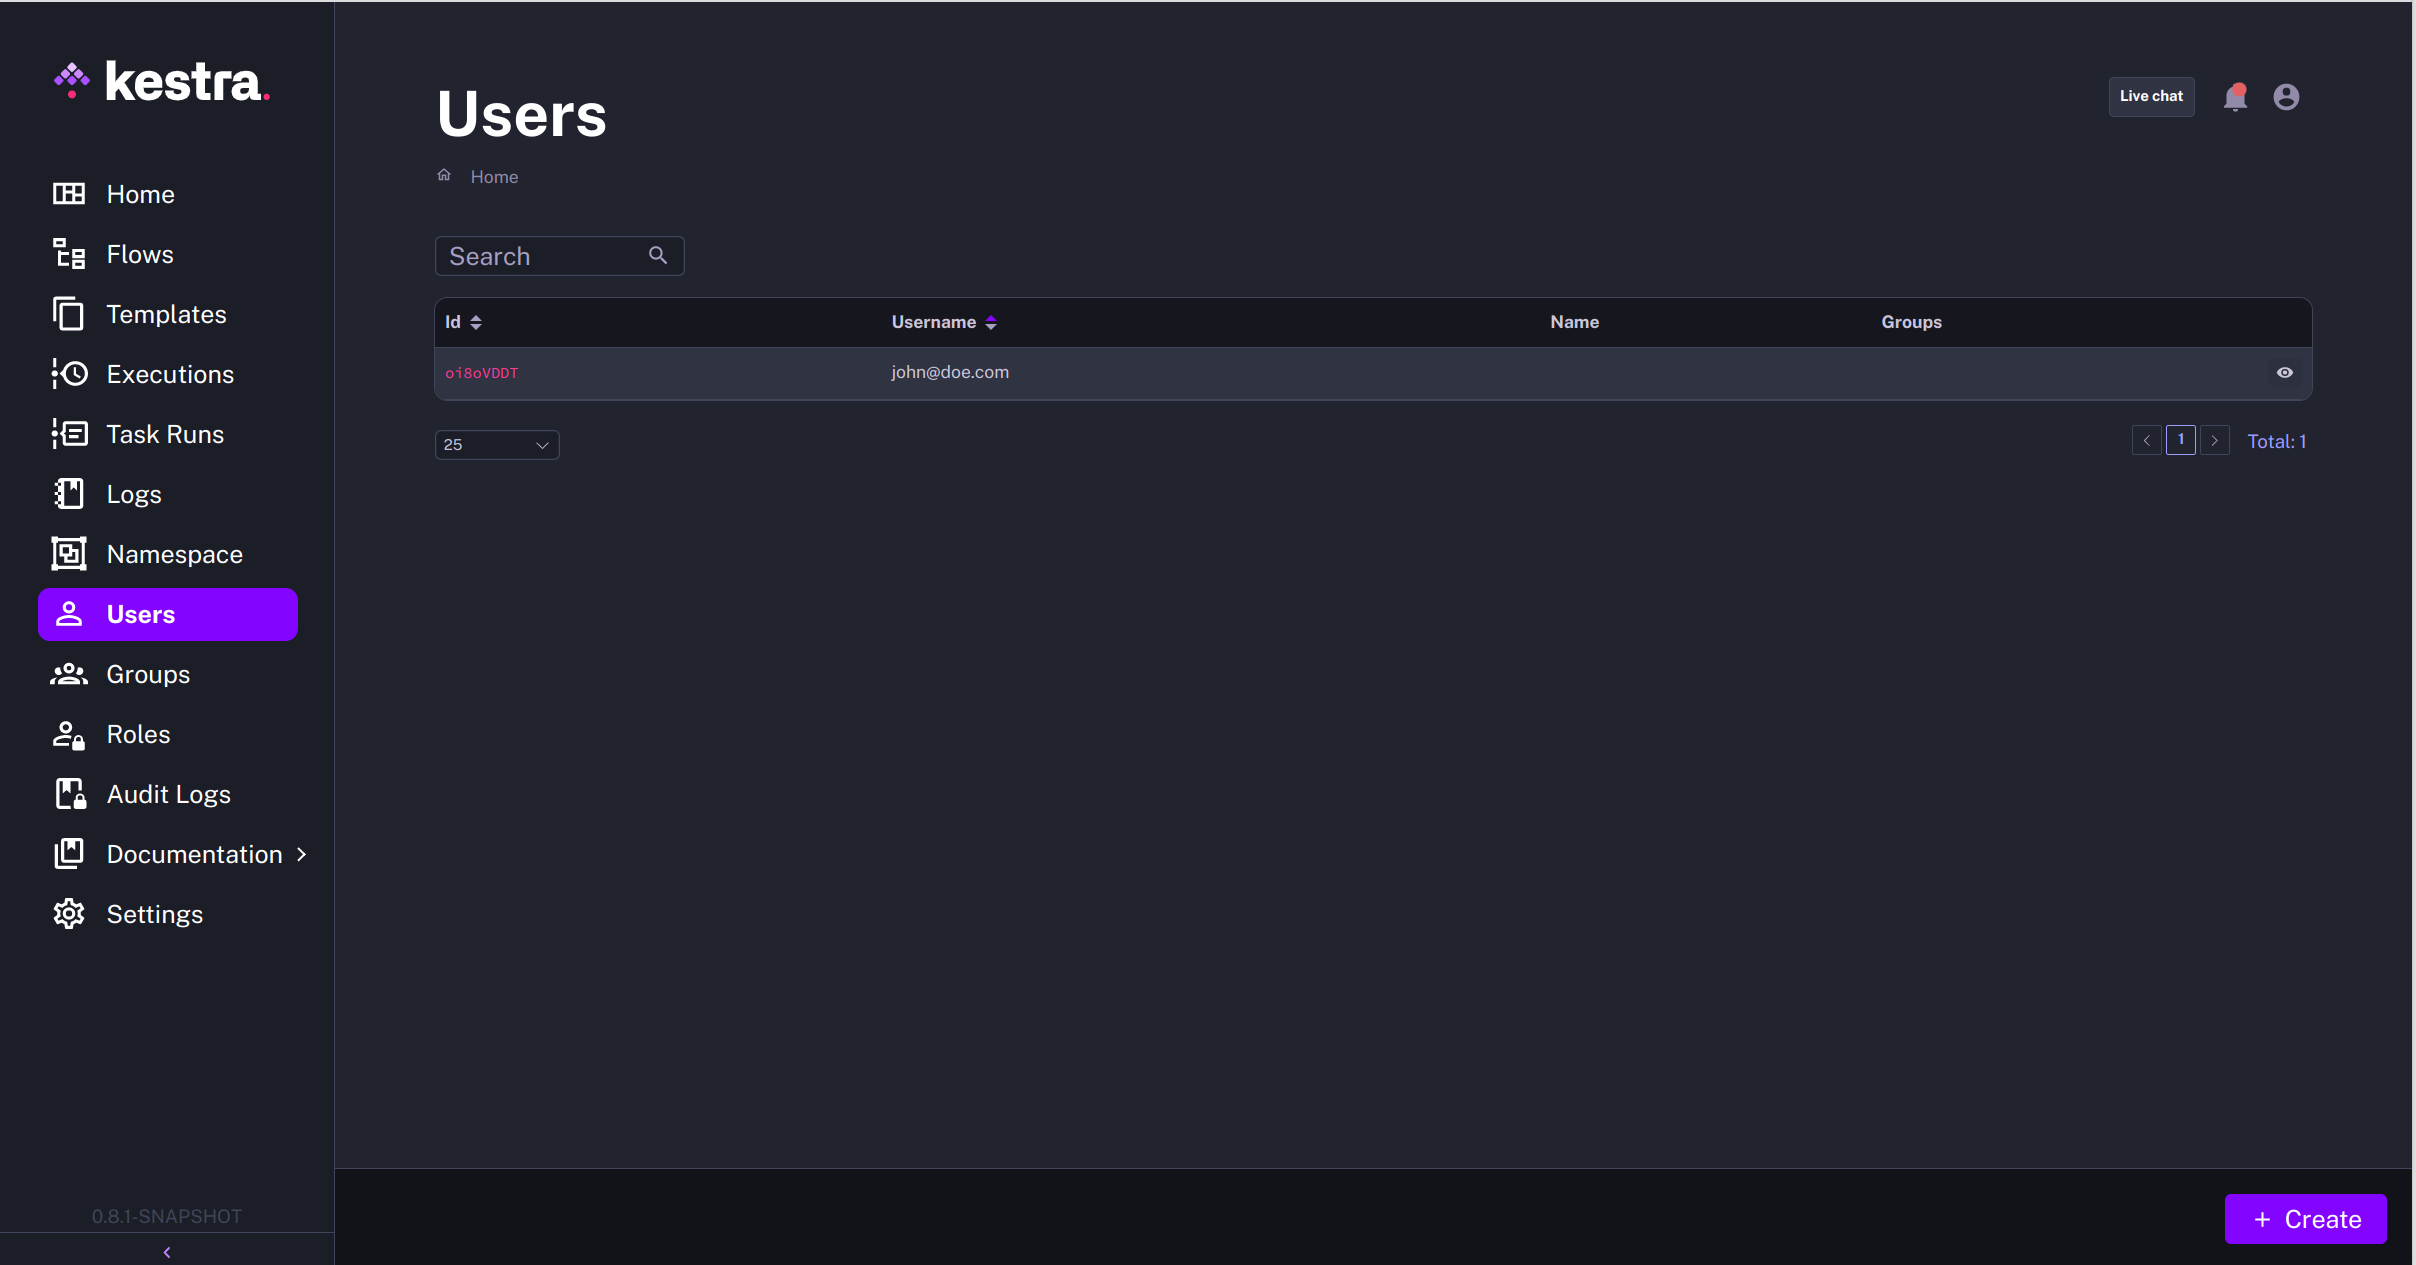 kestra.
Home
Flows
Templates
Executions
Task Runs
Logs
Namespace
Users
Groups
Roles
Audit Logs
Documentation
Settings
0.8.1-SNAPSHOT
Users
Live chat
Home
Search
Id Username Name Groups
oi8oVDDT john@doe.com
25
1 Total: 1
+ Create